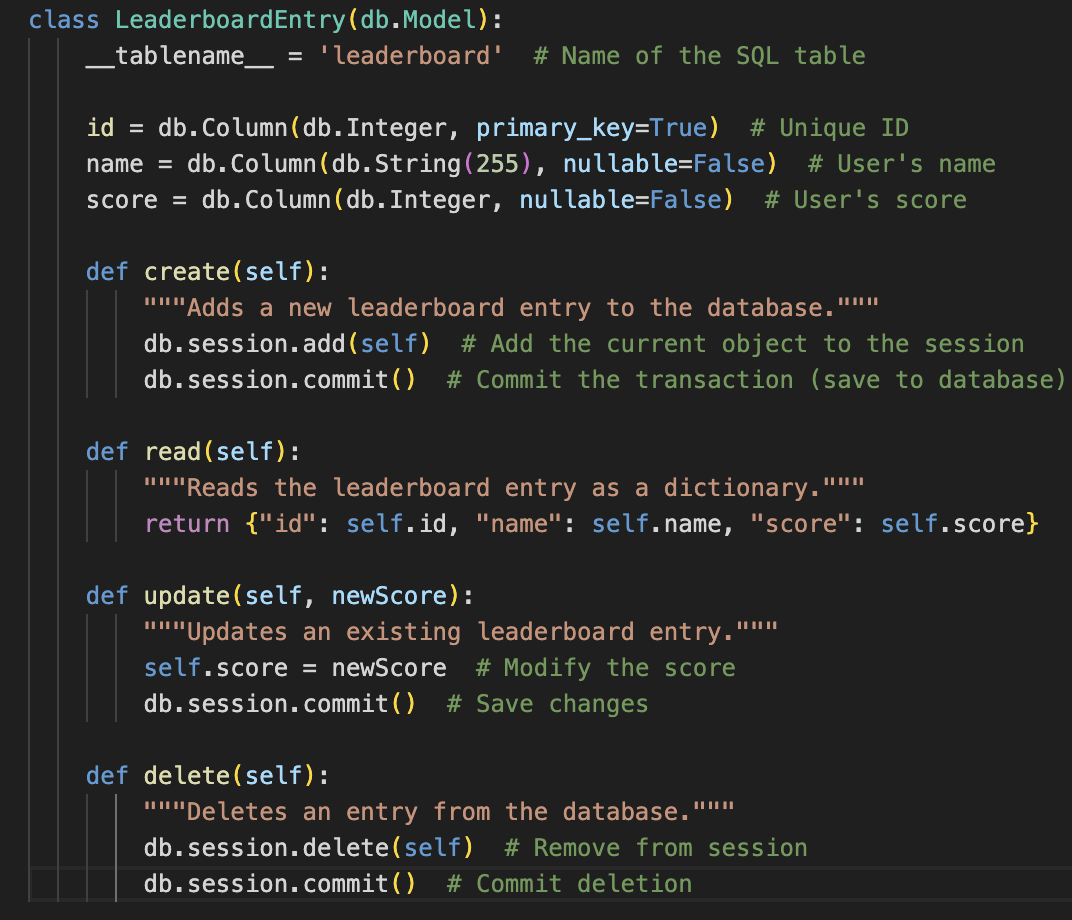 class LeaderboardEntry(db.Model):
    __tablename__ = 'leaderboard'  # Name of the SQL table

    id = db.Column(db.Integer, primary_key=True)  # Unique ID
    name = db.Column(db.String(255), nullable=False)  # User's name
    score = db.Column(db.Integer, nullable=False)  # User's score

    def create(self):
        """Adds a new leaderboard entry to the database."""
        db.session.add(self)  # Add the current object to the session
        db.session.commit()  # Commit the transaction (save to database)

    def read(self):
        """Reads the leaderboard entry as a dictionary."""
        return {"id": self.id, "name": self.name, "score": self.score}

    def update(self, newScore):
        """Updates an existing leaderboard entry."""
        self.score = newScore  # Modify the score
        db.session.commit()  # Save changes

    def delete(self):
        """Deletes an entry from the database."""
        db.session.delete(self)  # Remove from session
        db.session.commit()  # Commit deletion